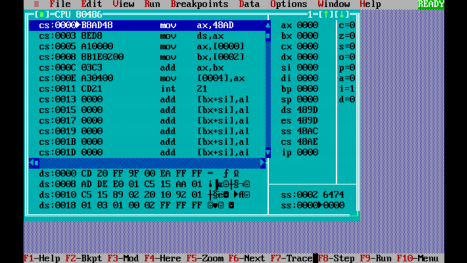 ≡ File Edit View Run Breakpoints Data Options Window Help READY
[■]=CPU 80486 1=[↑][↓]
cs:0000►B8AD48 mov ax,48AD ax 0000 c=0
cs:0003 8ED8 mov ds,ax bx 0000 z=0
cs:0005 A10000 mov ax,[0000] cx 0000 s=0
cs:0008 8B1E0200 mov bx,[0002] dx 0000 o=0
cs:000C 03C3 add ax,bx si 0000 p=0
cs:000E A30400 mov [0004],ax di 0000 a=0
cs:0011 CD21 int 21 bp 0000 i=1
cs:0013 0000 add [bx+si],al sp 0000 d=0
cs:0015 0000 add [bx+si],al ds 489D
cs:0017 0000 add [bx+si],al es 489D
cs:0019 0000 add [bx+si],al ss 48AC
cs:001B 0000 add [bx+si],al cs 48AE
cs:001D 0000 add [bx+si],al ip 0000
ds:0000 CD 20 FF 9F 00 EA FF FF
ds:0008 AD DE E0 01 C5 15 AA 01
ds:0010 C5 15 89 02 20 10 92 01 ss:0002 6474
ds:0018 01 03 01 00 02 FF FF FF ss:0000►0000
F1-Help F2-Bkpt F3-Mod F4-Here F5-Zoom F6-Next F7-Trace F8-Step F9-Run F10-Menu